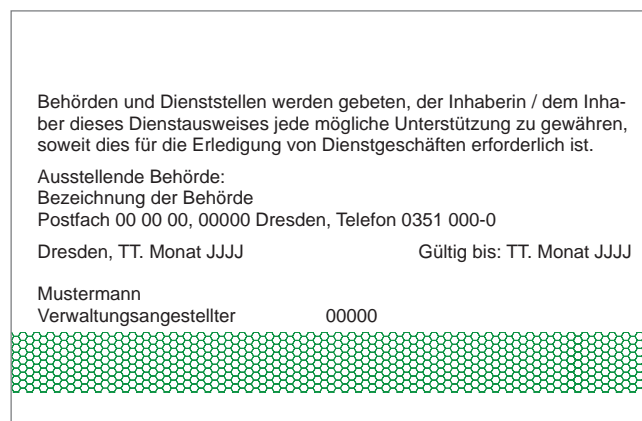 Behörden und Dienststellen werden gebeten, der Inhaberin / dem Inha-
ber dieses Dienstausweises jede mögliche Unterstützung zu gewähren,
soweit dies für die Erledigung von Dienstgeschäften erforderlich ist.
Ausstellende Behörde:
Bezeichnung der Behörde
Postfach 00 00 00, 00000 Dresden, Telefon 0351 000-0
Dresden, TT. Monat JJJJ Gültig bis: TT. Monat JJJJ
Mustermann
Verwaltungsangestellter 00000